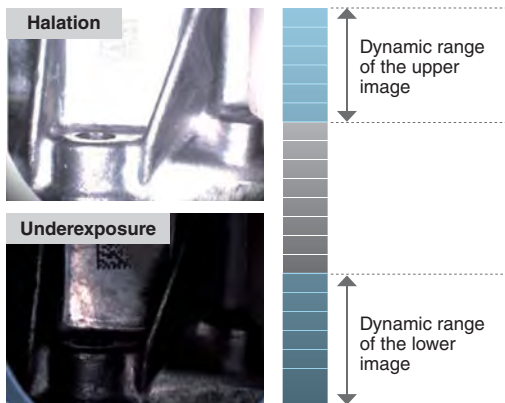 Halation
Dynamic range
of the upper
image
Underexposure
Dynamic range
of the lower
image